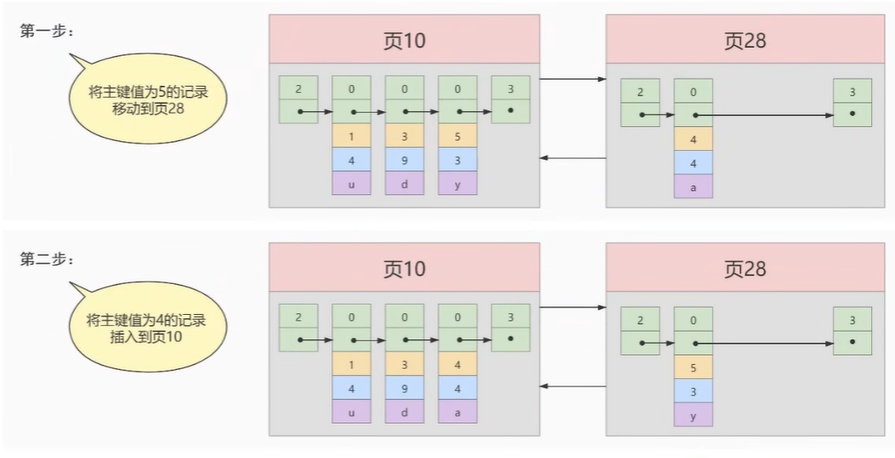 第一步：
将主键值为5的记录
移动到页28
页10
2 0 0 0 3
1 3 5
4 9 3
u d y
页28
2 0 3
4
4
a
第二步：
将主键值为4的记录
插入到页10
页10
2 0 0 0 3
1 3 4
4 9 4
u d a
页28
2 0 3
5
3
y